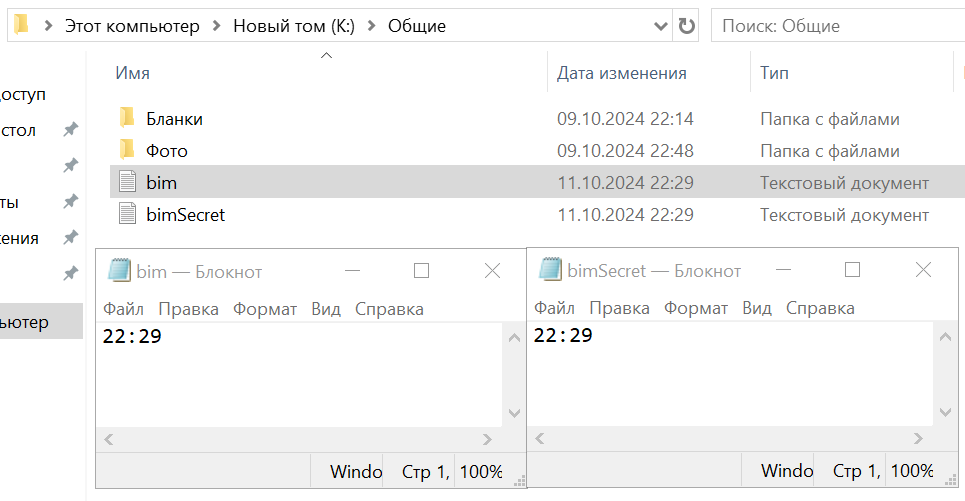 Этот компьютер > Новый том (K:) > Общие
Поиск: Общие
Имя Дата изменения Тип
Бланки 09.10.2024 22:14 Папка с файлами
Фото 09.10.2024 22:48 Папка с файлами
bim 11.10.2024 22:29 Текстовый документ
bimSecret 11.10.2024 22:29 Текстовый документ
оступ
стол
ты
ения
ьютер
bim — Блокнот
Файл Правка Формат Вид Справка
22:29
Windo Стр 1, 100%
bimSecret — Блокнот
Файл Правка Формат Вид Справка
22:29
Windo Стр 1, 100%